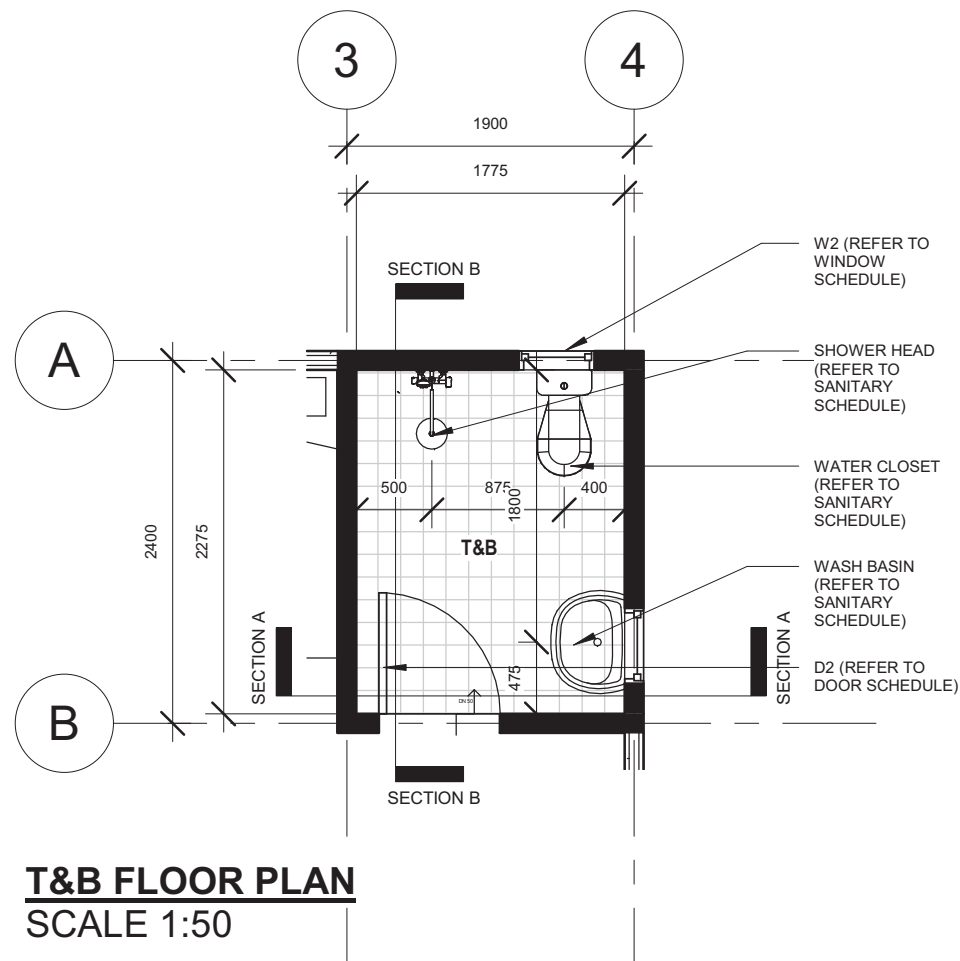 3
4
1900
1775
SECTION B
W2 (REFER TO
WINDOW
SCHEDULE)
A
SHOWER HEAD
(REFER TO
SANITARY
SCHEDULE)
WATER CLOSET
(REFER TO
SANITARY
SCHEDULE)
500
875
400
1800
T&B
2400
2275
WASH BASIN
(REFER TO
SANITARY
SCHEDULE)
SECTION A
SECTION A
475
D2 (REFER TO
DOOR SCHEDULE)
DN 50
B
SECTION B
T&B FLOOR PLAN
SCALE 1:50